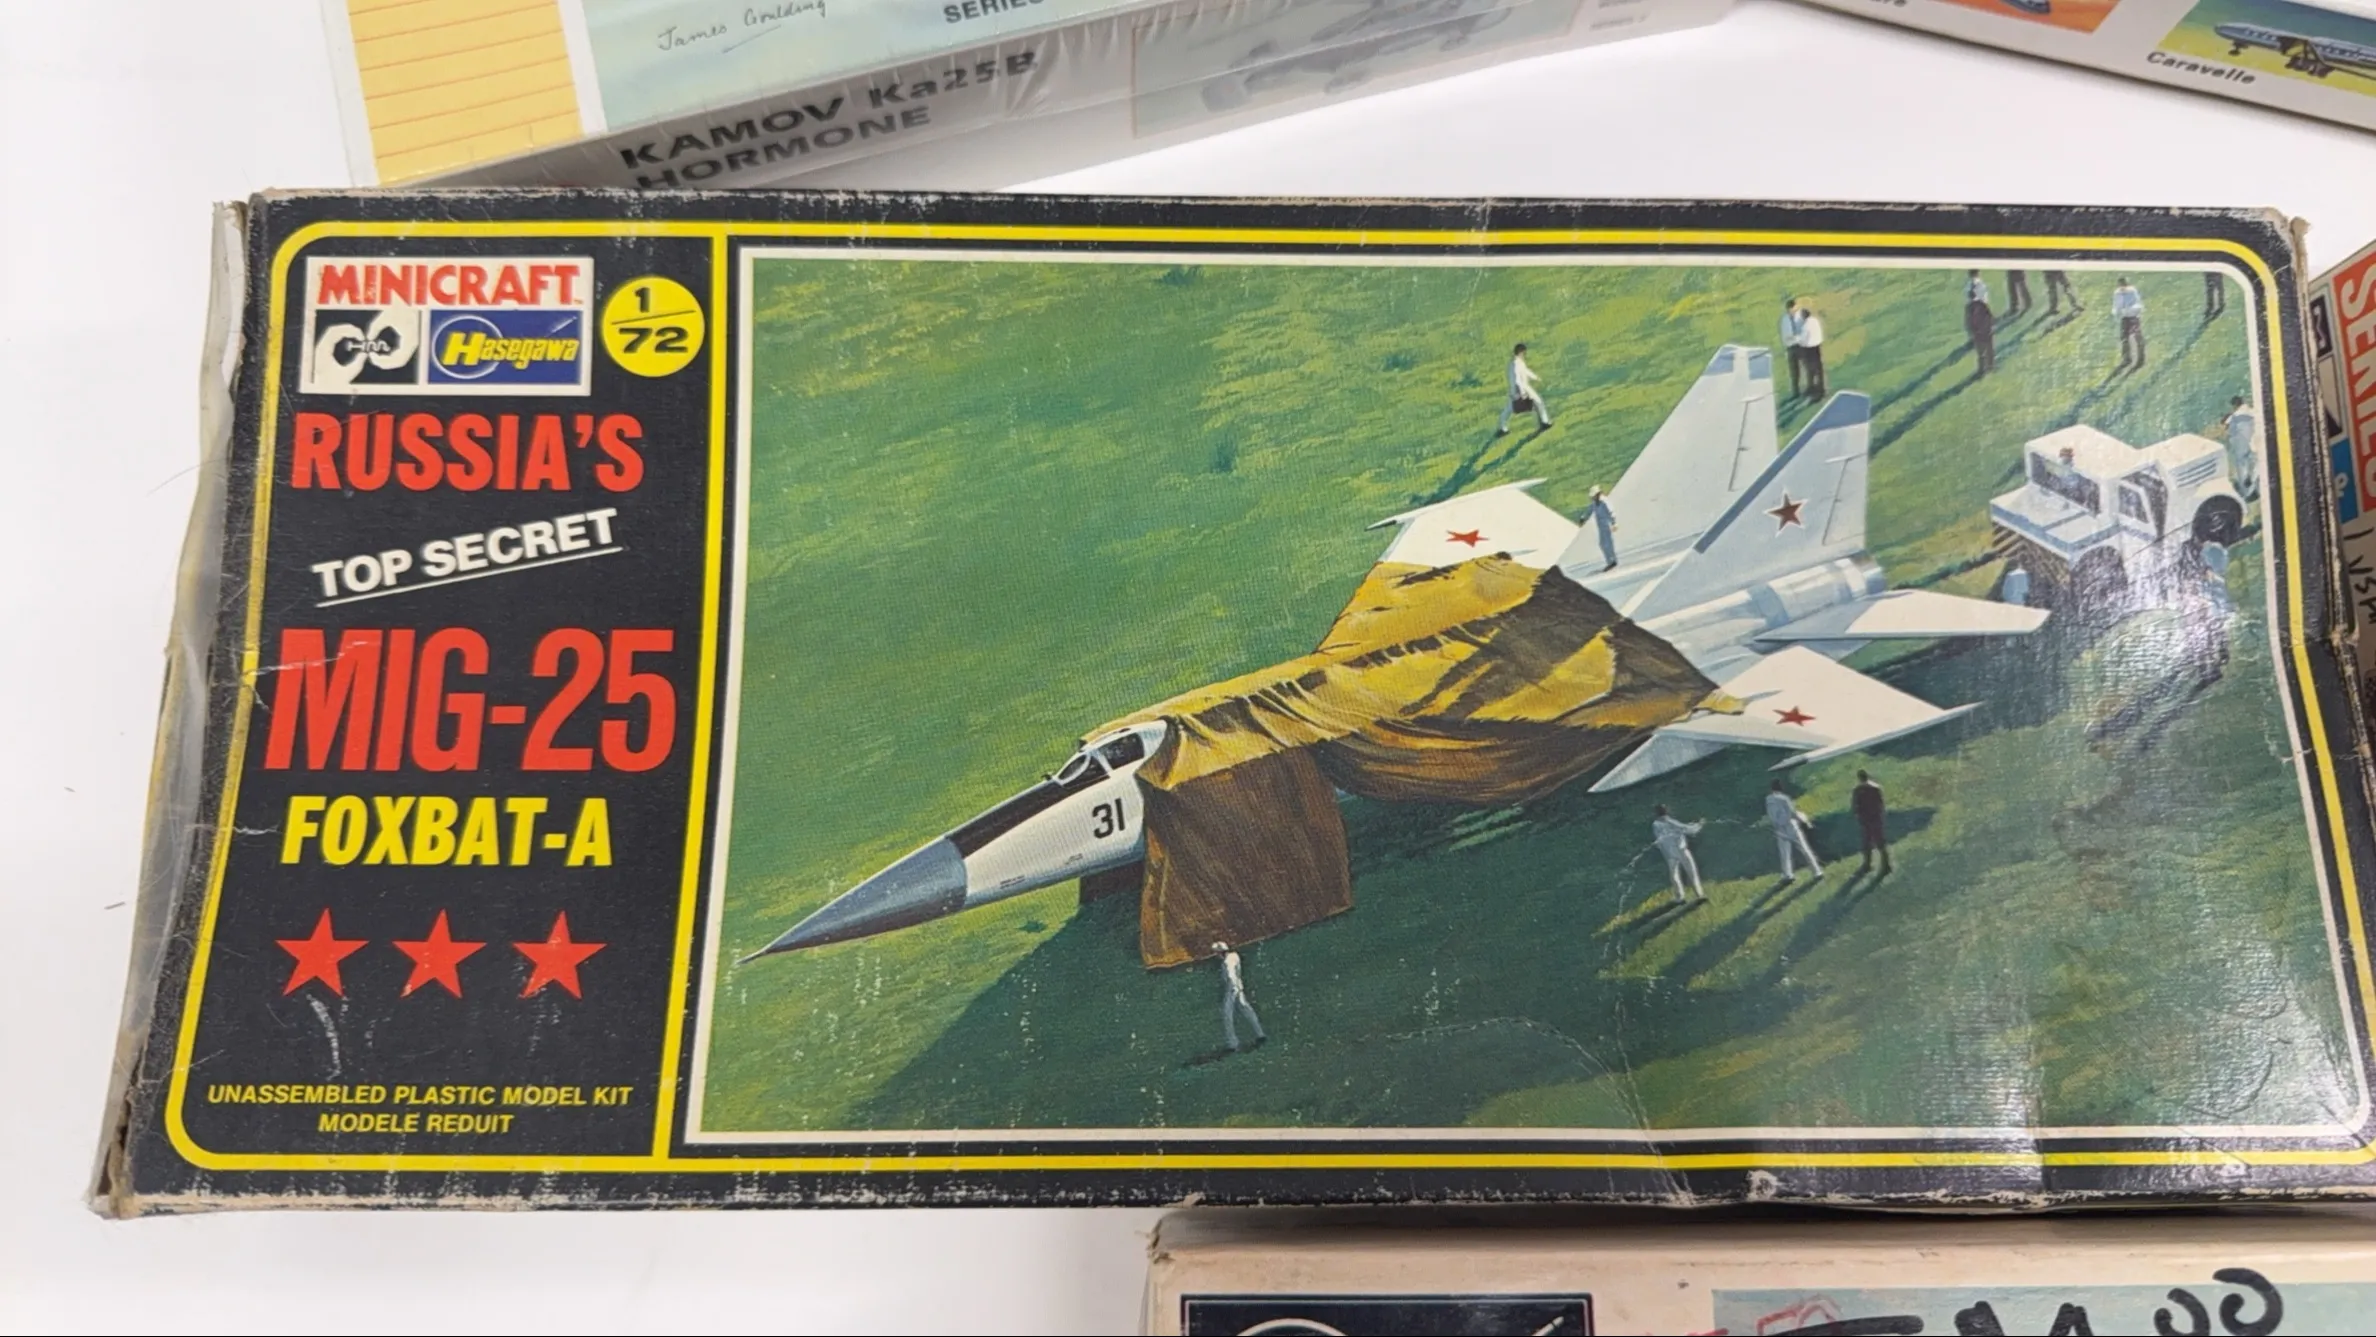 James Goulding
SERIES
KAMOV Ka25B
HORMONE
Caravelle
MINICRAFT
HM
Hasegawa
1/72
RUSSIA'S
TOP SECRET
MIG-25
FOXBAT-A
31
UNASSEMBLED PLASTIC MODEL KIT
MODELE REDUIT
SERIES